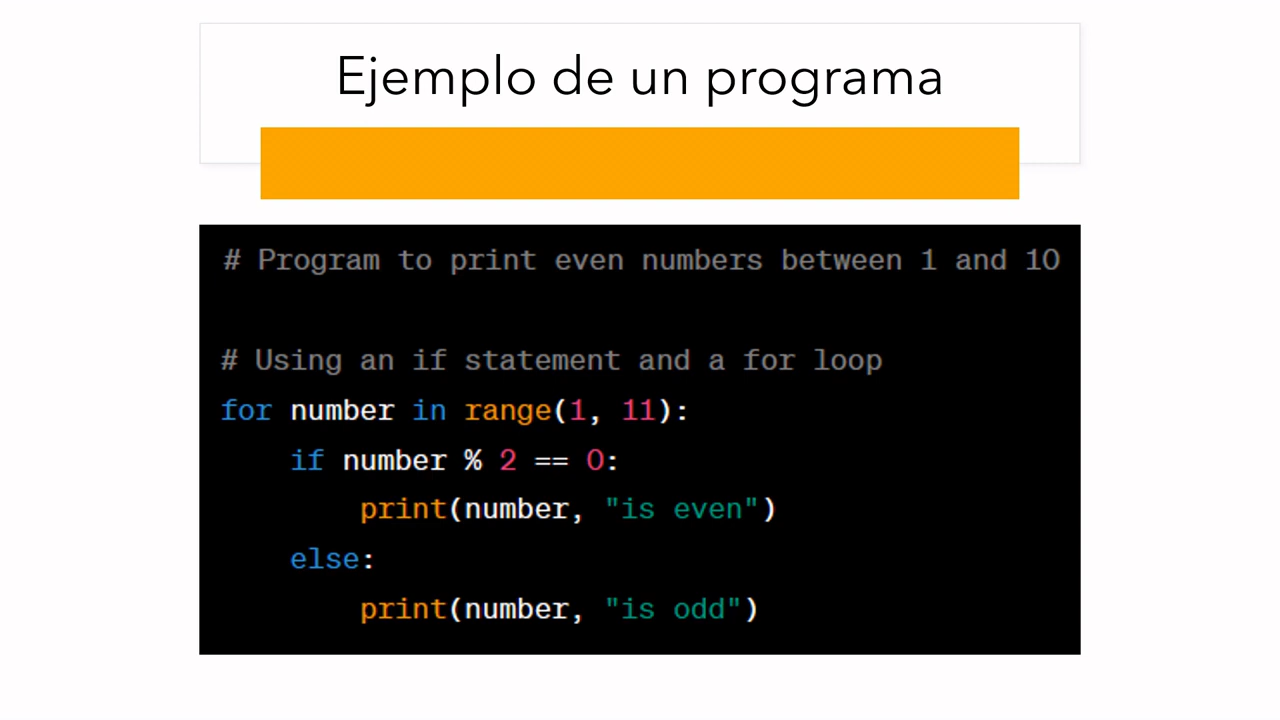 Ejemplo de un programa
# Program to print even numbers between 1 and 10
# Using an if statement and a for loop
for number in range(1, 11):
    if number % 2 == 0:
        print(number, "is even")
    else:
        print(number, "is odd")